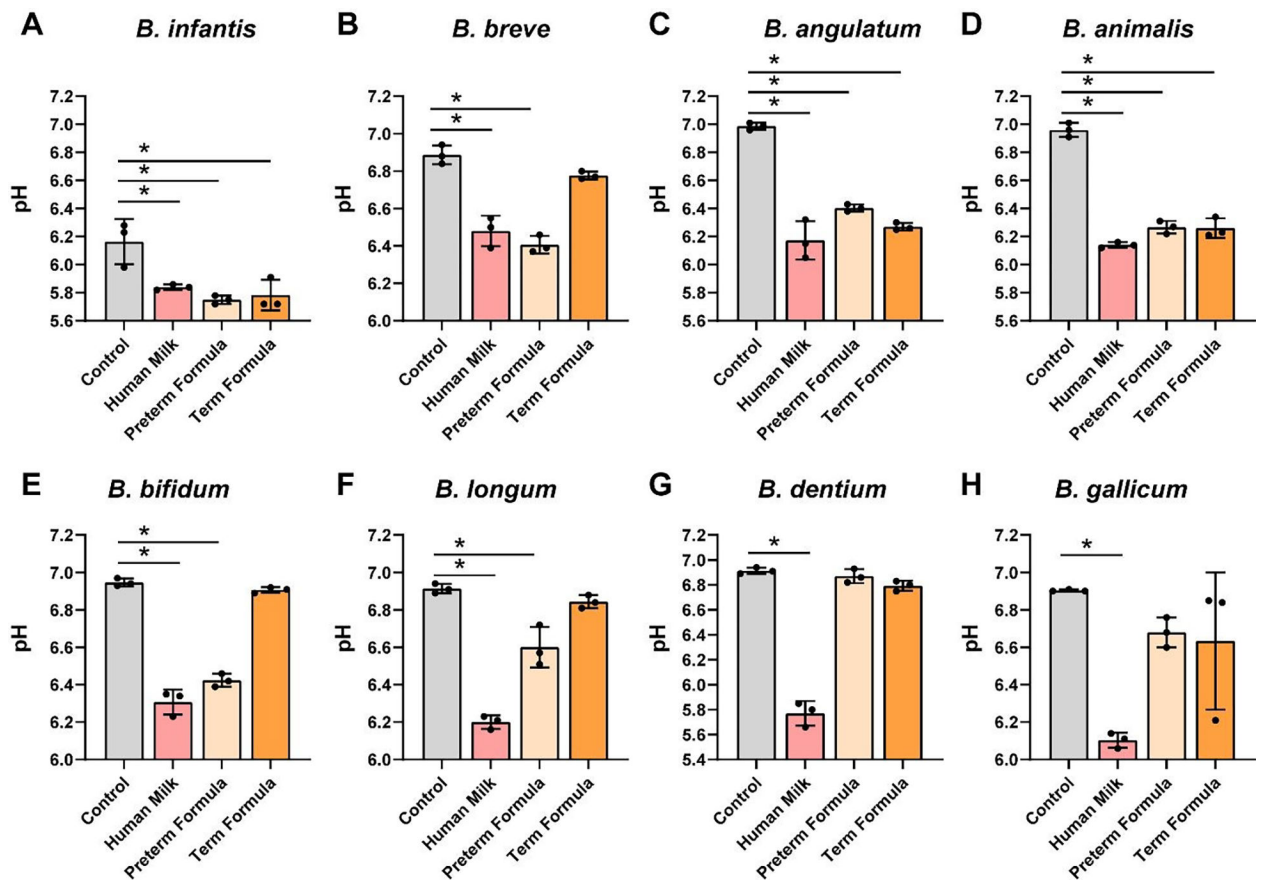 A B. infantis
pH
7.2
7.0
6.8
6.6
6.4
6.2
6.0
5.8
5.6
*
*
*
Control
Human Milk
Preterm Formula
Term Formula
B B. breve
pH
7.2
7.0
6.8
6.6
6.4
6.2
6.0
*
*
Control
Human Milk
Preterm Formula
Term Formula
C B. angulatum
pH
7.2
7.0
6.8
6.6
6.4
6.2
6.0
5.8
5.6
*
*
*
Control
Human Milk
Preterm Formula
Term Formula
D B. animalis
pH
7.2
7.0
6.8
6.6
6.4
6.2
6.0
5.8
5.6
*
*
*
Control
Human Milk
Preterm Formula
Term Formula
E B. bifidum
pH
7.2
7.0
6.8
6.6
6.4
6.2
6.0
*
*
Control
Human Milk
Preterm Formula
Term Formula
F B. longum
pH
7.2
7.0
6.8
6.6
6.4
6.2
6.0
*
*
Control
Human Milk
Preterm Formula
Term Formula
G B. dentium
pH
7.2
7.0
6.8
6.6
6.4
6.2
6.0
5.8
5.6
5.4
*
Control
Human Milk
Preterm Formula
Term Formula
H B. gallicum
pH
7.2
7.0
6.8
6.6
6.4
6.2
6.0
*
Control
Human Milk
Preterm Formula
Term Formula